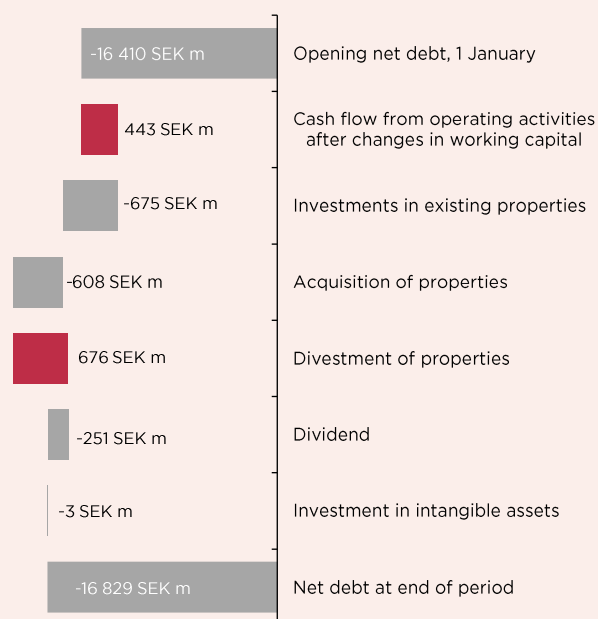 -16 410 SEK m Opening net debt, 1 January
443 SEK m Cash flow from operating activities
after changes in working capital
-675 SEK m Investments in existing properties
-608 SEK m Acquisition of properties
676 SEK m Divestment of properties
-251 SEK m Dividend
-3 SEK m Investment in intangible assets
-16 829 SEK m Net debt at end of period